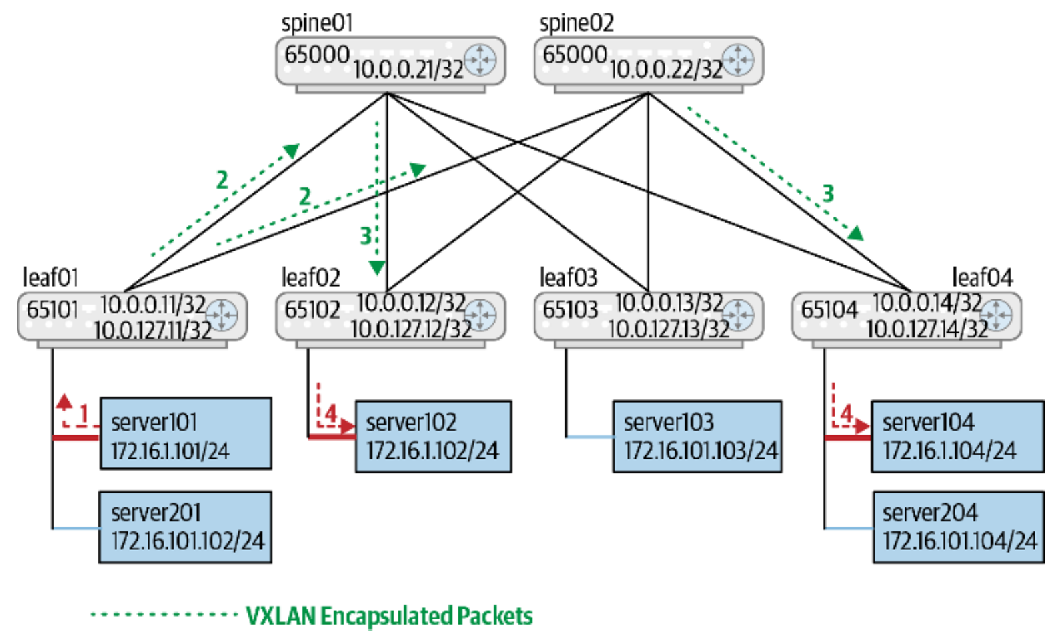 spine01
65000
10.0.0.21/32
spine02
65000
10.0.0.22/32
2
2
3
3
leaf01
65101
10.0.0.11/32
10.0.127.11/32
leaf02
65102
10.0.0.12/32
10.0.127.12/32
leaf03
65103
10.0.0.13/32
10.0.127.13/32
leaf04
65104
10.0.0.14/32
10.0.127.14/32
1
server101
172.16.1.101/24
4
server102
172.16.1.102/24
server103
172.16.101.103/24
4
server104
172.16.1.104/24
server201
172.16.101.102/24
server204
172.16.101.104/24
VXLAN Encapsulated Packets